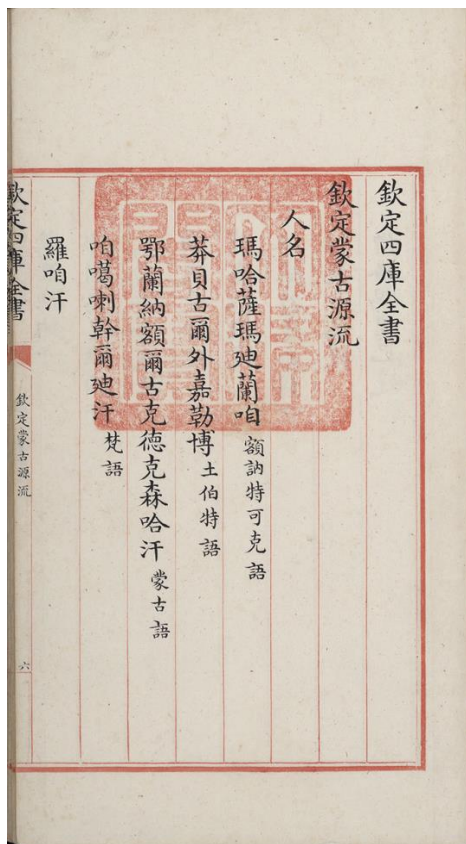 欽定四庫全書
欽定蒙古源流
人名
瑪哈薩瑪廸蘭咱額訥特可克語
莽貝古爾外嘉勒博土伯特語
鄂蘭納額爾古克德克森哈汗蒙古語
咱噶喇斡爾廸汗梵語
羅咱汗
欽定四庫全書
欽定蒙古源流
六